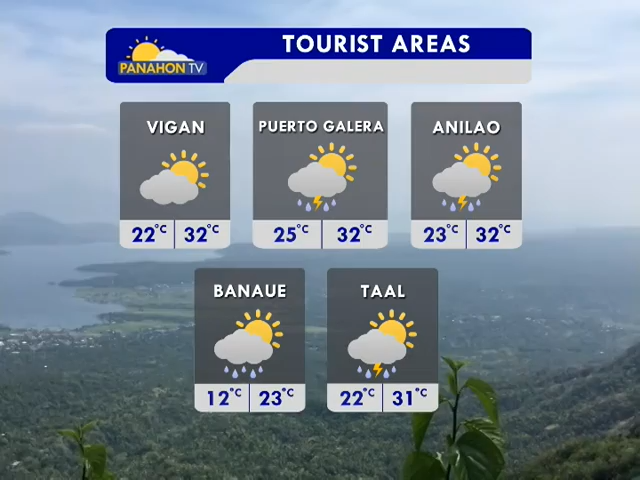 PANAHON TV
TOURIST AREAS
VIGAN
22°C 32°C
PUERTO GALERA
25°C 32°C
ANILAO
23°C 32°C
BANAUE
12°C 23°C
TAAL
22°C 31°C